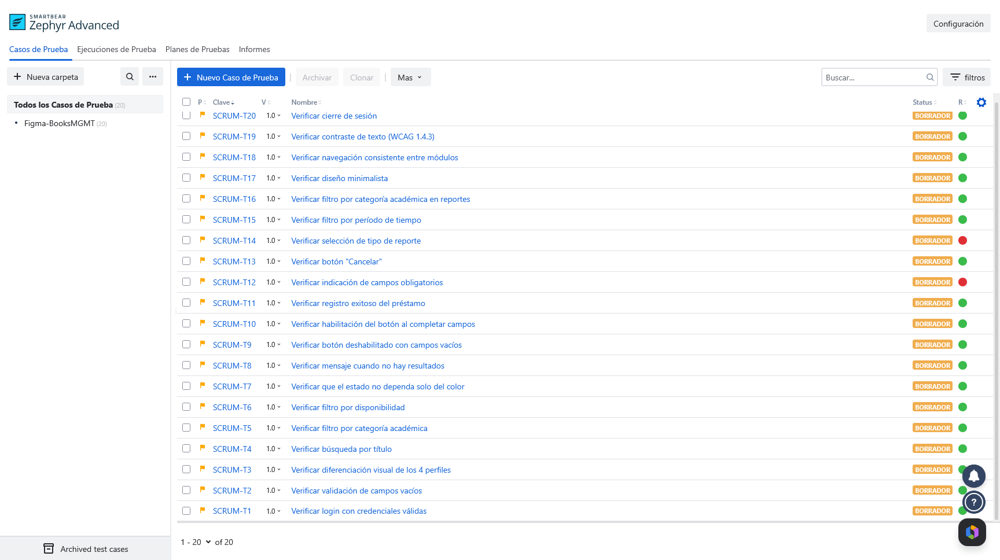 SMARTBEAR
Zephyr Advanced
Configuración
Casos de Prueba Ejecuciones de Prueba Planes de Pruebas Informes
+ Nueva carpeta ...
+ Nuevo Caso de Prueba | Archivar Clonar | Mas
Buscar... filtros
Todos los Casos de Prueba (20)
• Figma-BooksMGMT (20)
P Clave V Nombre Status R
SCRUM-T20 1.0 Verificar cierre de sesión BORRADOR
SCRUM-T19 1.0 Verificar contraste de texto (WCAG 1.4.3) BORRADOR
SCRUM-T18 1.0 Verificar navegación consistente entre módulos BORRADOR
SCRUM-T17 1.0 Verificar diseño minimalista BORRADOR
SCRUM-T16 1.0 Verificar filtro por categoría académica en reportes BORRADOR
SCRUM-T15 1.0 Verificar filtro por período de tiempo BORRADOR
SCRUM-T14 1.0 Verificar selección de tipo de reporte BORRADOR
SCRUM-T13 1.0 Verificar botón "Cancelar" BORRADOR
SCRUM-T12 1.0 Verificar indicación de campos obligatorios BORRADOR
SCRUM-T11 1.0 Verificar registro exitoso del préstamo BORRADOR
SCRUM-T10 1.0 Verificar habilitación del botón al completar campos BORRADOR
SCRUM-T9 1.0 Verificar botón deshabilitado con campos vacíos BORRADOR
SCRUM-T8 1.0 Verificar mensaje cuando no hay resultados BORRADOR
SCRUM-T7 1.0 Verificar que el estado no dependa solo del color BORRADOR
SCRUM-T6 1.0 Verificar filtro por disponibilidad BORRADOR
SCRUM-T5 1.0 Verificar filtro por categoría académica BORRADOR
SCRUM-T4 1.0 Verificar búsqueda por título BORRADOR
SCRUM-T3 1.0 Verificar diferenciación visual de los 4 perfiles BORRADOR
SCRUM-T2 1.0 Verificar validación de campos vacíos BORRADOR
SCRUM-T1 1.0 Verificar login con credenciales válidas BORRADOR
?
1 - 20 of 20
Archived test cases